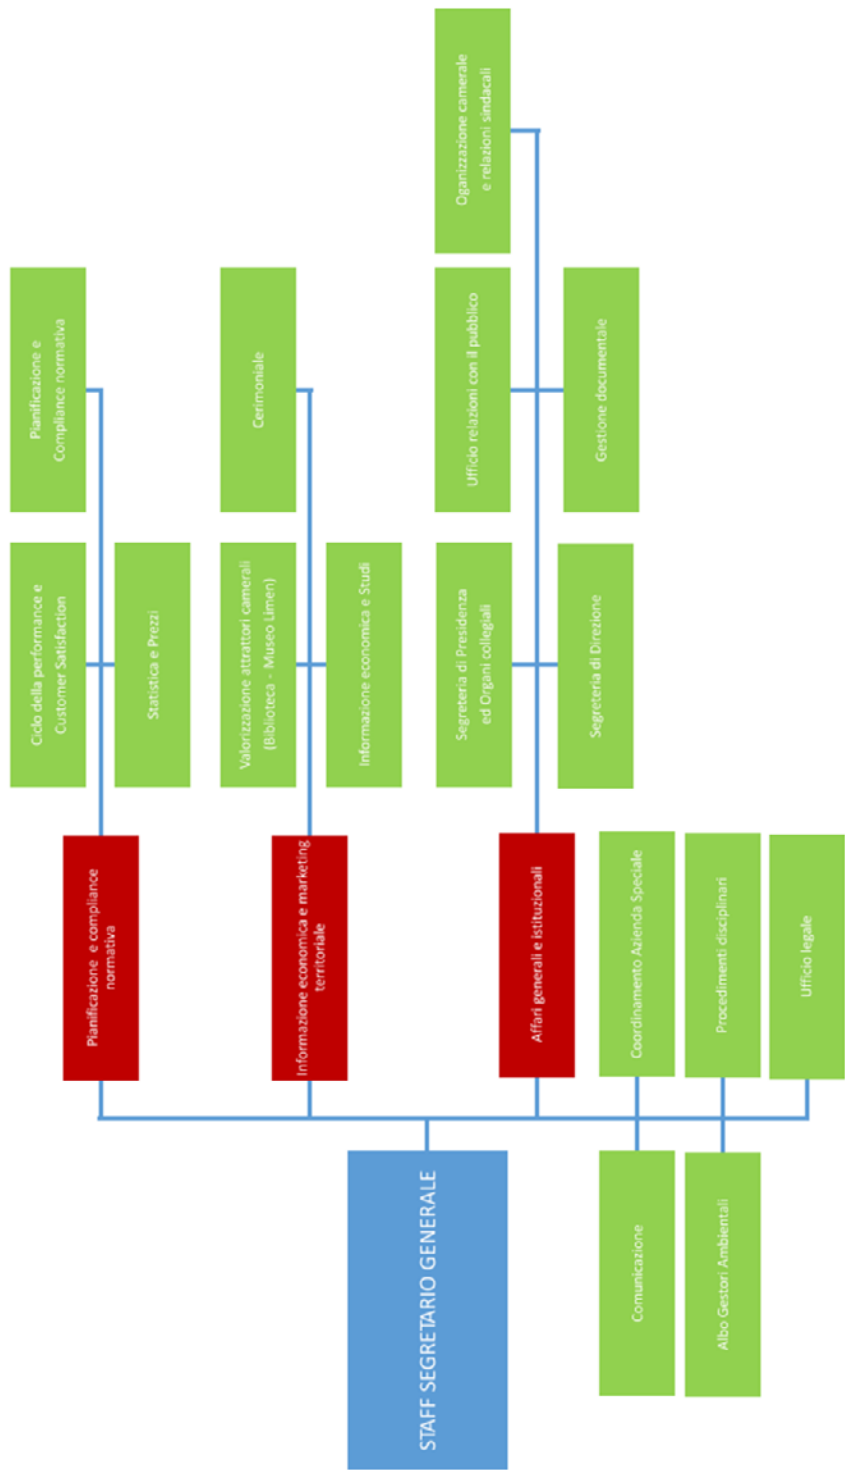 STAFF SEGRETARIO GENERALE
Pianificazione e compliance
normativa
Ciclo della performance e
Customer Satisfaction
Statistica e Prezzi
Pianificazione e
Compliance normativa
Informazione economica e marketing
territoriale
Valorizzazione attrattori camerali
(Biblioteca - Museo Limen)
Informazione economica e Studi
Cerimoniale
Affari generali e istituzionali
Segreteria di Presidenza
ed Organi collegiali
Segreteria di Direzione
Ufficio relazioni con il pubblico
Gestione documentale
Oganizzazione camerale
e relazioni sindacali
Comunicazione
Coordinamento Azienda Speciale
Albo Gestori Ambientali
Procedimenti disciplinari
Ufficio legale